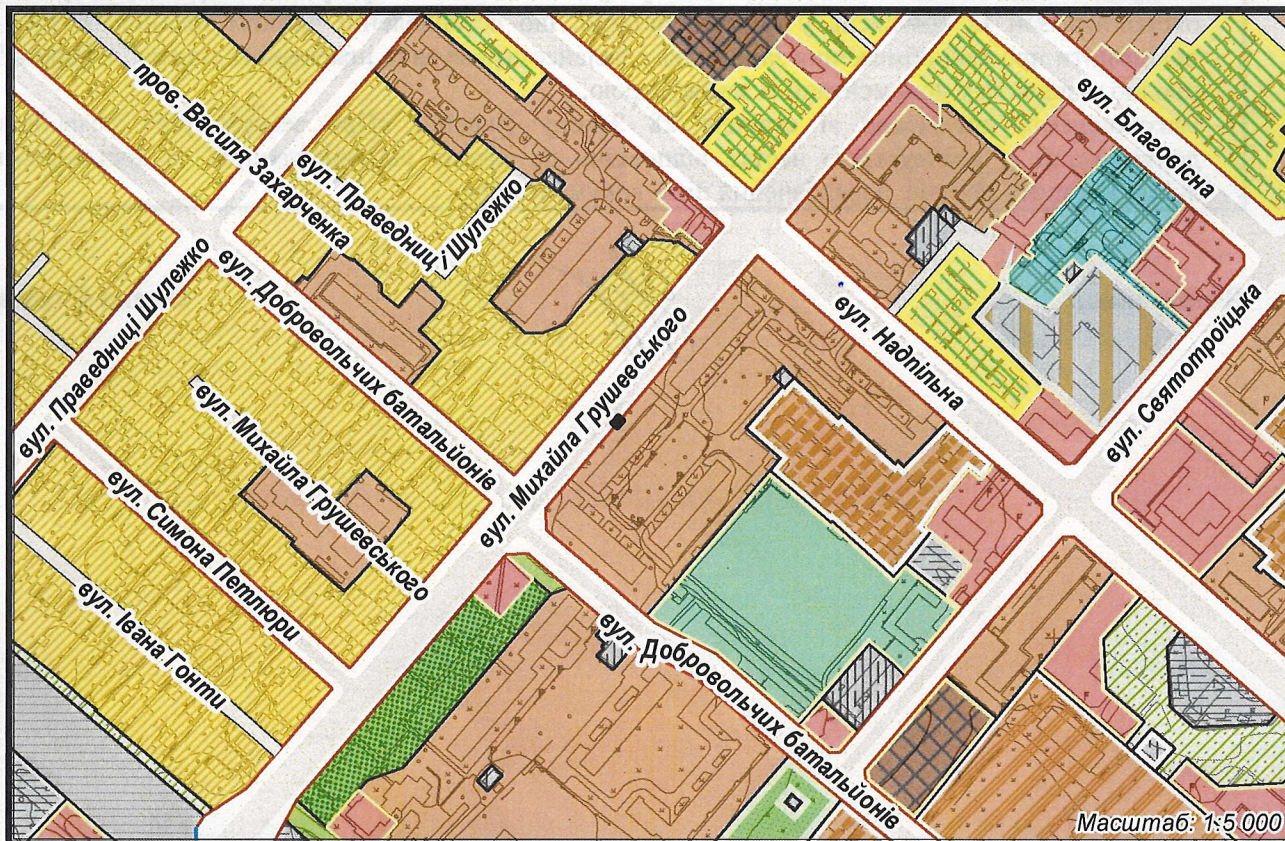 вул. Благовісна
пров. Василя Захарченка
вул. Праведниці Шулежко
вул. Праведниці Шулежко
вул. Добровольчих батальйонів
вул. Михайла Грушевського
вул. Надпільна
вул. Святотроїцька
вул. Михайла Грушевського
вул. Симона Петлюри
вул. Івана Гонти
вул. Добровольчих батальйонів
Масштаб: 1:5 000